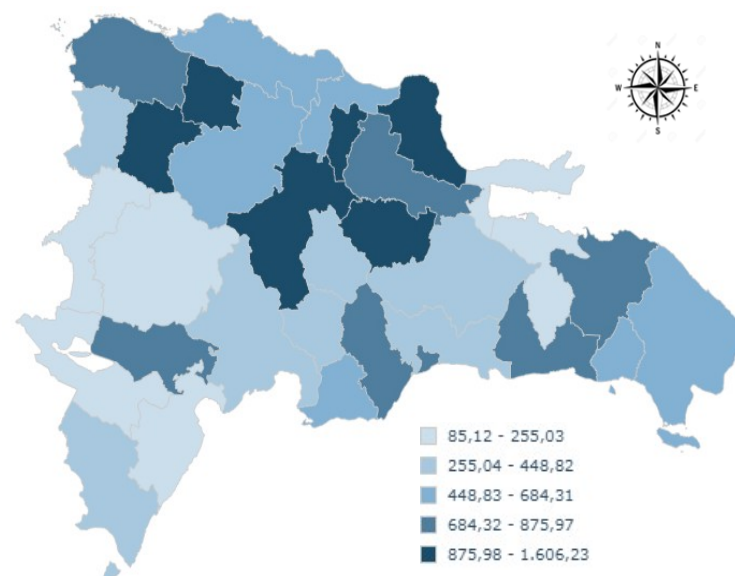 N
W E
S
85,12 - 255,03
255,04 - 448,82
448,83 - 684,31
684,32 - 875,97
875,98 - 1.606,23